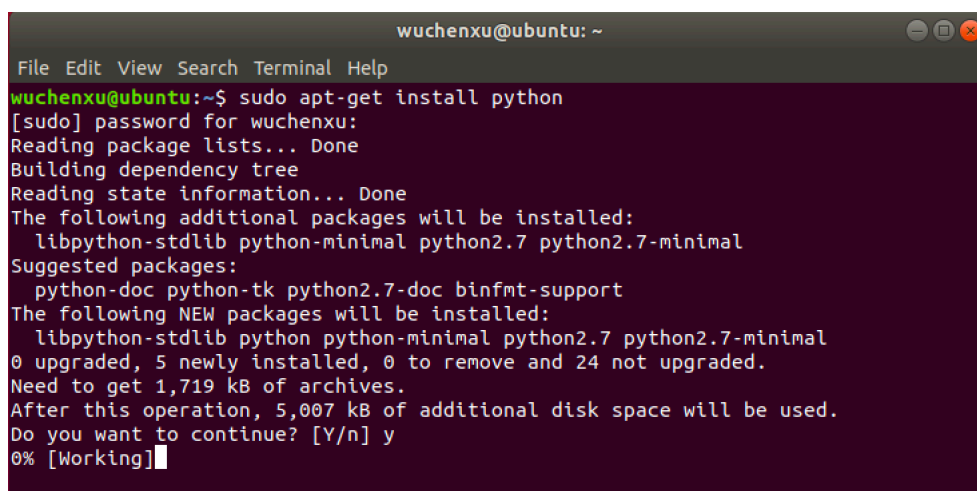 wuchenxu@ubuntu: ~
File Edit View Search Terminal Help
wuchenxu@ubuntu:~$ sudo apt-get install python
[sudo] password for wuchenxu:
Reading package lists... Done
Building dependency tree
Reading state information... Done
The following additional packages will be installed:
  libpython-stdlib python-minimal python2.7 python2.7-minimal
Suggested packages:
  python-doc python-tk python2.7-doc binfmt-support
The following NEW packages will be installed:
  libpython-stdlib python python-minimal python2.7 python2.7-minimal
0 upgraded, 5 newly installed, 0 to remove and 24 not upgraded.
Need to get 1,719 kB of archives.
After this operation, 5,007 kB of additional disk space will be used.
Do you want to continue? [Y/n] y
0% [Working]